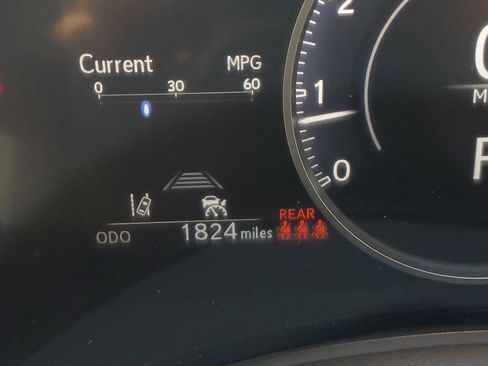 Current MPG
0 30 60
2
1
0
REAR
ODO 1824 miles